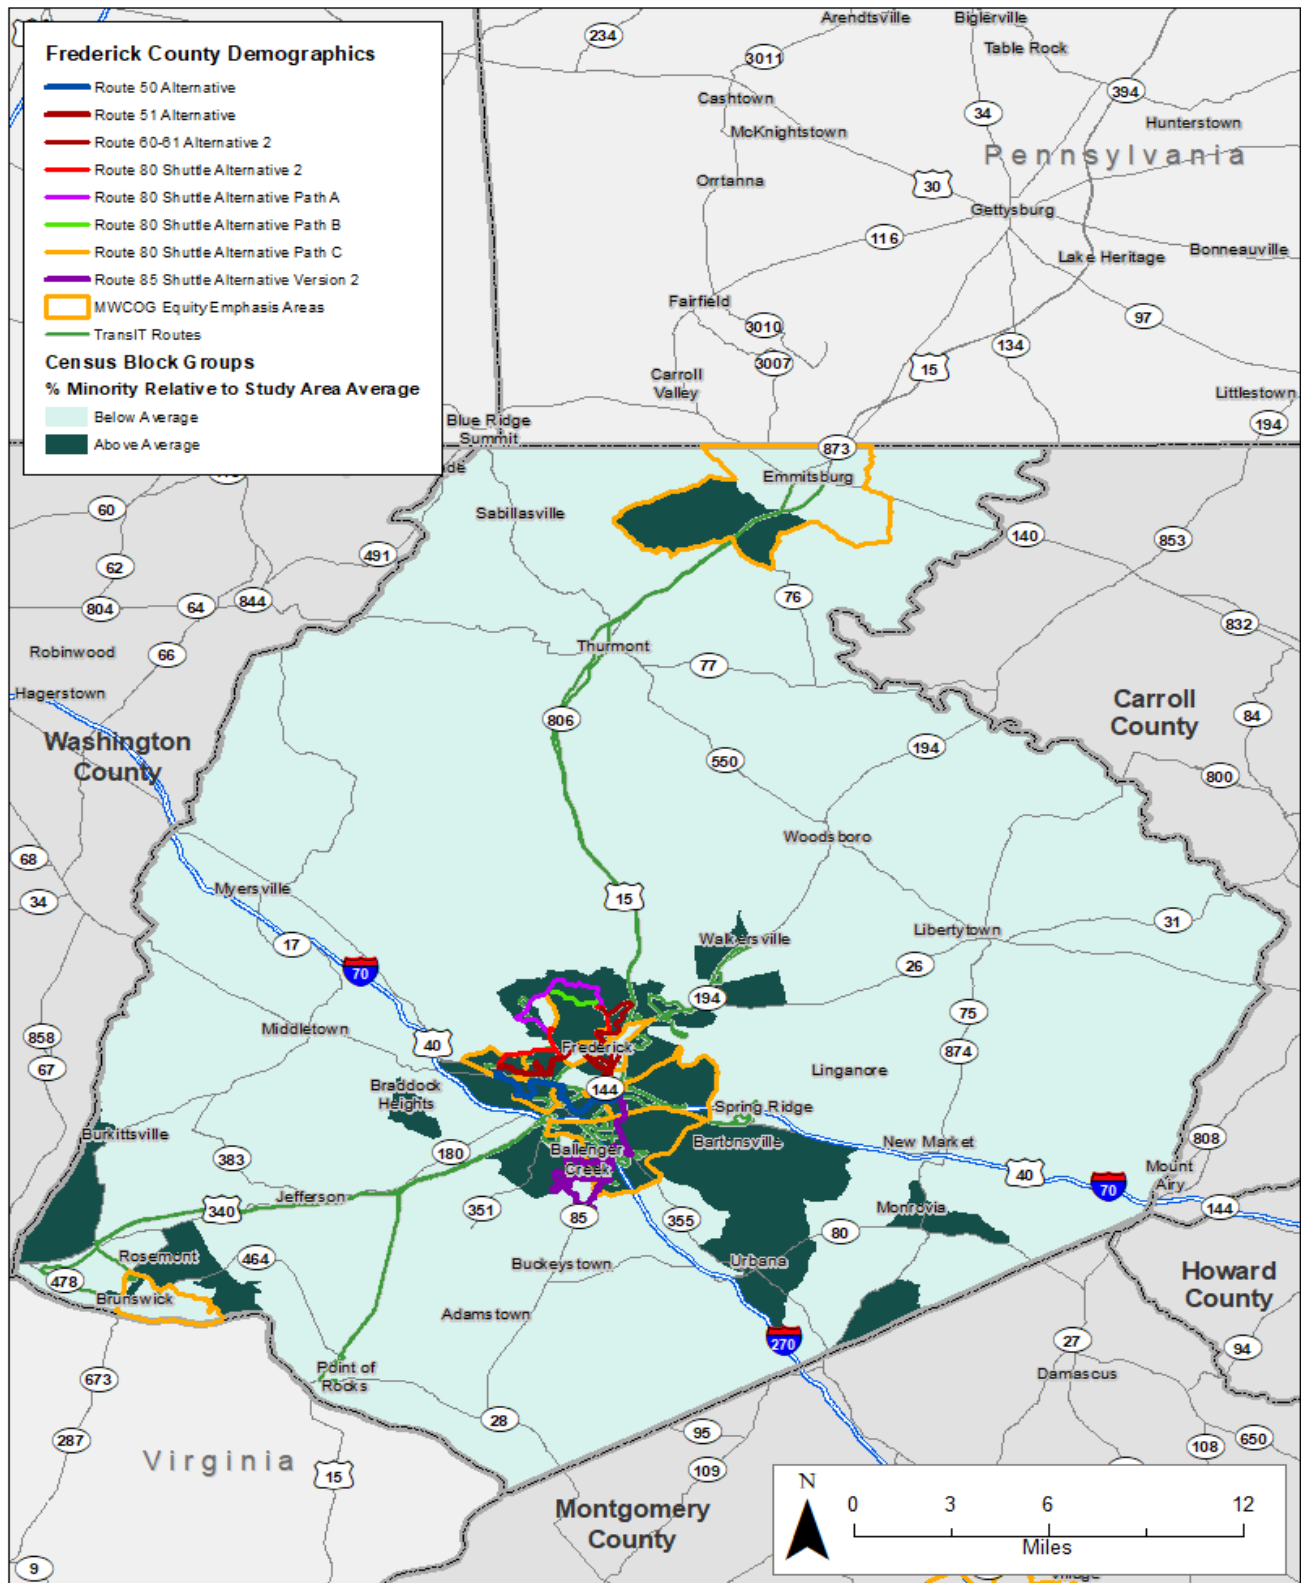 Frederick County Demographics
Route 50 Alternative
Route 51 Alternative
Route 60-61 Alternative 2
Route 80 Shuttle Alternative 2
Route 80 Shuttle Alternative Path A
Route 80 Shuttle Alternative Path B
Route 80 Shuttle Alternative Path C
Route 85 Shuttle Alternative Version 2
MWCOG Equity Emphasis Areas
TransIT Routes
Census Block Groups
% Minority Relative to Study Area Average
Below Average
Above Average
Arendtsville
Biglerville
234
Table Rock
3011
394
Cashtown
34
Hunterstown
McKnightstown
Pennsylvania
Orrtanna
30
Gettysburg
116
Bonneauville
Lake Heritage
Fairfield
97
3010
134
3007
15
Carroll
Valley
Littlestown
Blue Ridge
Summit
194
873
Emmitsburg
60
Sabillasville
140
853
491
62
76
844
64
804
832
Thurmont
Robinwood
66
77
Hagerstown
Carroll
County
84
806
Washington
County
194
550
800
Woodsboro
68
Myersville
15
34
31
Libertytown
Walkersville
17
26
70
194
75
Middletown
858
40
Frederick
874
67
Linganore
Braddock
Heights
144
Spring Ridge
Burkittsville
808
Bartonsville
New Market
180
Ballenger
Creek
383
40
Mount
Airy
70
Jefferson
144
340
351
85
355
Monrovia
80
Rosemont
464
Buckeystown
Urbana
478
Howard
County
Brunswick
Adamstown
270
27
94
Point of
Rocks
Damascus
673
28
95
650
287
108
Virginia
109
15
Montgomery
County
9
N
0 3 6 12
Miles